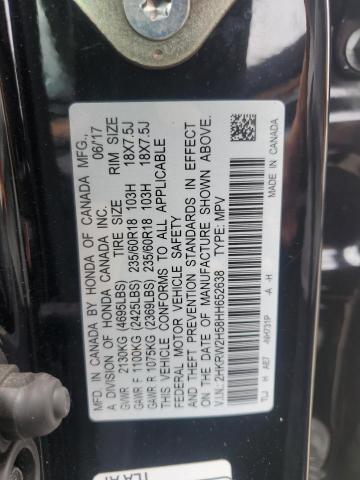 MFD. IN CANADA BY HONDA OF CANADA MFG.,
A DIVISION OF HONDA CANADA INC. 06/17
TIRE SIZE RIM SIZE
GVWR 2130KG (4695LBS)
GAWR F 1100KG (2425LBS) 235/60R18 103H 18X7.5J
GAWR R 1075KG (2369LBS) 235/60R18 103H 18X7.5J
THIS VEHICLE CONFORMS TO ALL APPLICABLE
FEDERAL MOTOR VEHICLE SAFETY
AND THEFT PREVENTION STANDARDS IN EFFECT
ON THE DATE OF MANUFACTURE SHOWN ABOVE.
V.I.N.: 2HKRW2H58HH652638 TYPE: MPV
TLJ H AE7 -NH731P -A -H MADE IN CANADA